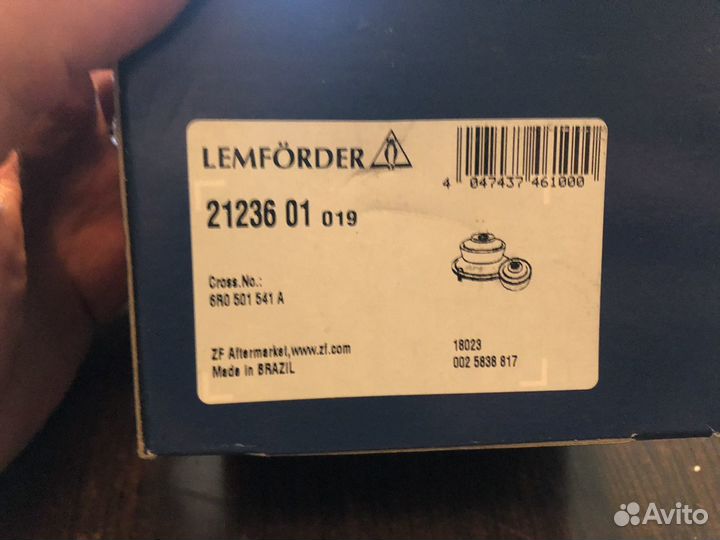 LEMFÖRDER
4 047437 461000
21236 01 019
Cross.No.:
6R0 501 541 A
ZF Aftermarket,www.zf.com
Made in BRAZIL
18023
002 5838 817
Avito